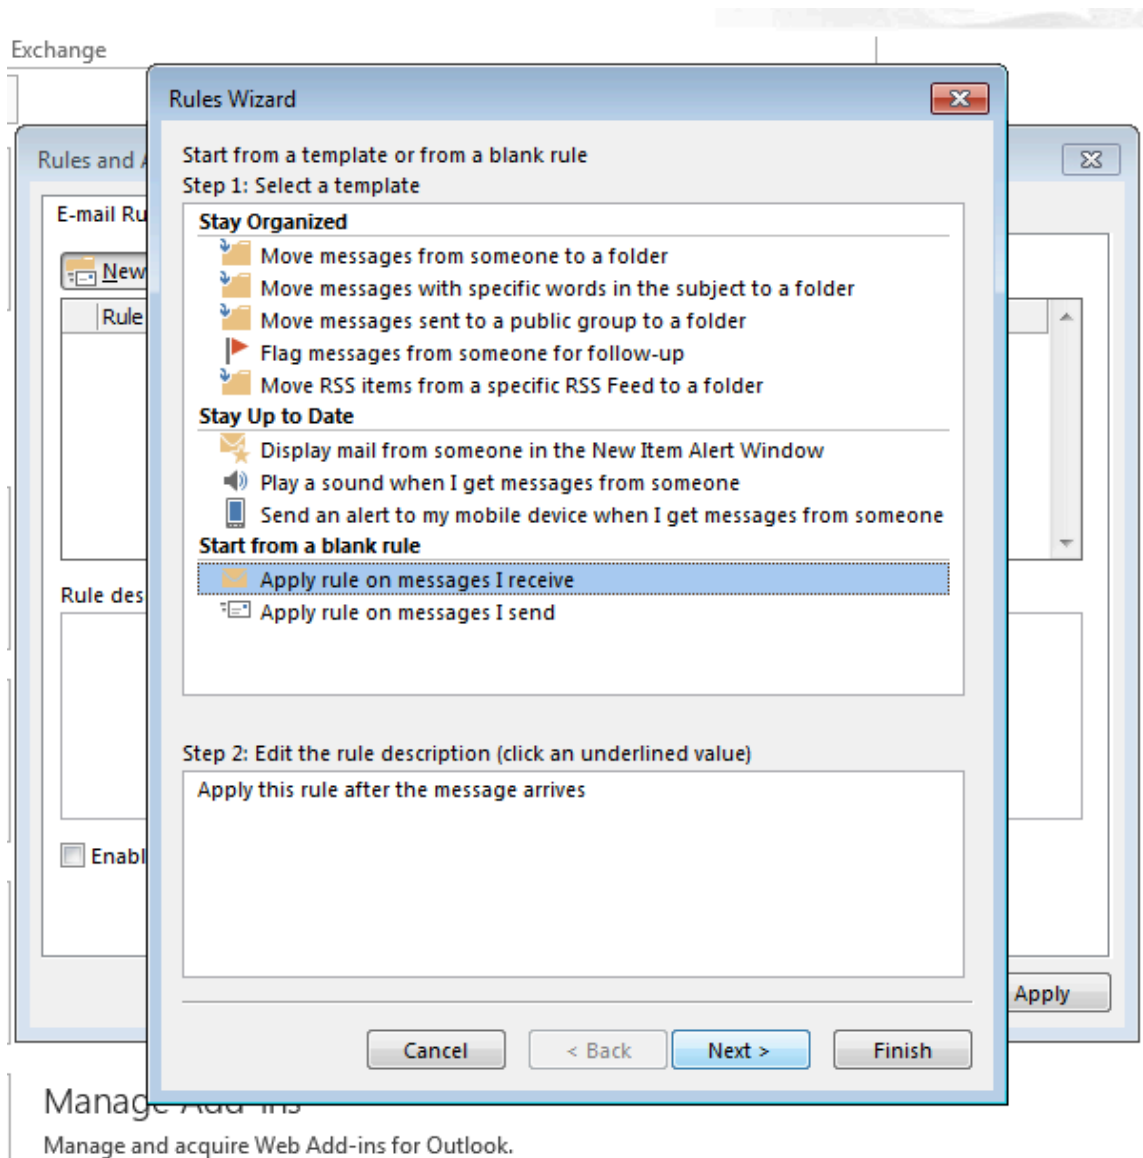 Exchange
Rules Wizard
Rules and A
Start from a template or from a blank rule
Step 1: Select a template
E-mail Ru
Stay Organized
Move messages from someone to a folder
New
Move messages with specific words in the subject to a folder
Rule
Move messages sent to a public group to a folder
Flag messages from someone for follow-up
Move RSS items from a specific RSS Feed to a folder
Stay Up to Date
Display mail from someone in the New Item Alert Window
Play a sound when I get messages from someone
Send an alert to my mobile device when I get messages from someone
Start from a blank rule
Apply rule on messages I receive
Rule des
Apply rule on messages I send
Step 2: Edit the rule description (click an underlined value)
Apply this rule after the message arrives
Enabl
Apply
Cancel
< Back
Next >
Finish
Manage Add-ins
Manage and acquire Web Add-ins for Outlook.